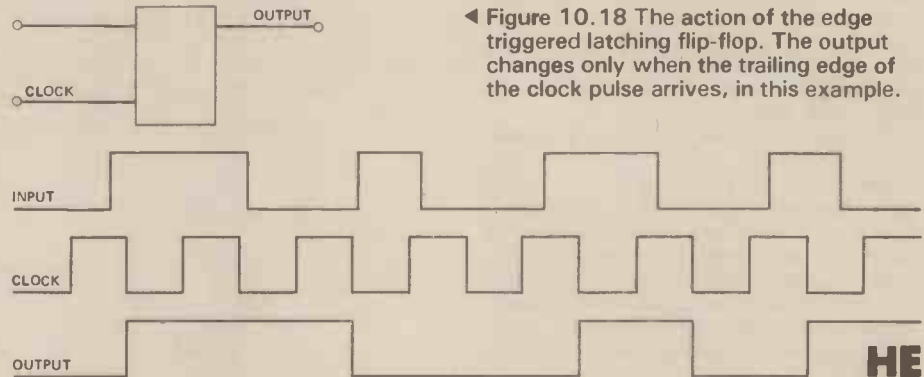 OUTPUT
CLOCK
◄ Figure 10.18 The action of the edge
triggered latching flip-flop. The output
changes only when the trailing edge of
the clock pulse arrives, in this example.
INPUT
CLOCK
OUTPUT
HE